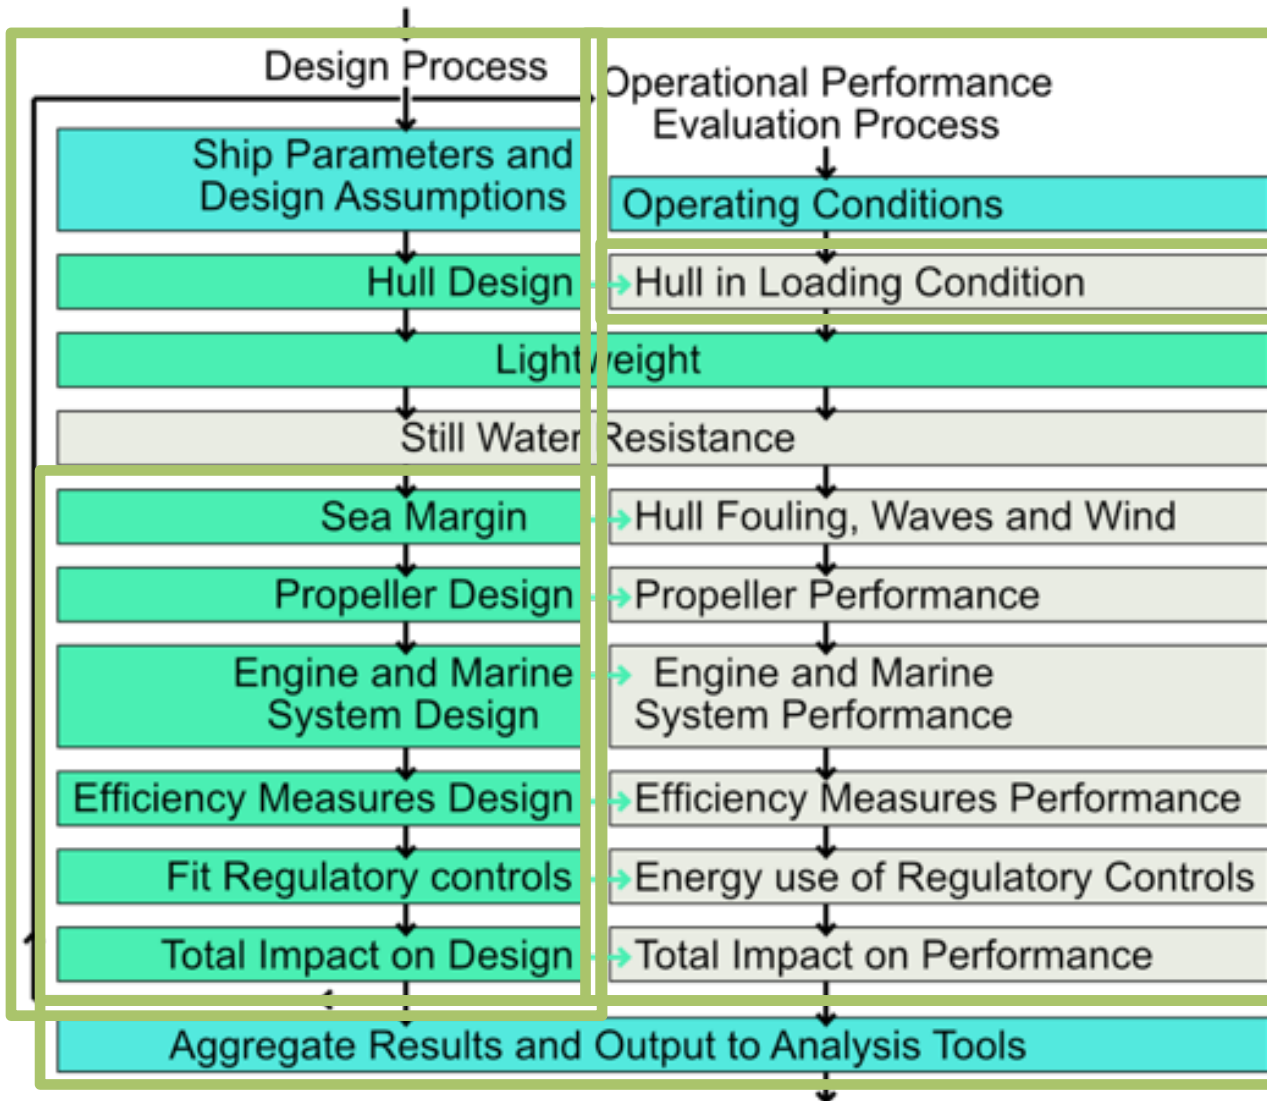 Design Process
Operational Performance
Evaluation Process
Ship Parameters and
Design Assumptions
Operating Conditions
Hull Design
Hull in Loading Condition
Lightweight
Still Water Resistance
Sea Margin
Hull Fouling, Waves and Wind
Propeller Design
Propeller Performance
Engine and Marine
System Design
Engine and Marine
System Performance
Efficiency Measures Design
Efficiency Measures Performance
Fit Regulatory controls
Energy use of Regulatory Controls
Total Impact on Design
Total Impact on Performance
Aggregate Results and Output to Analysis Tools